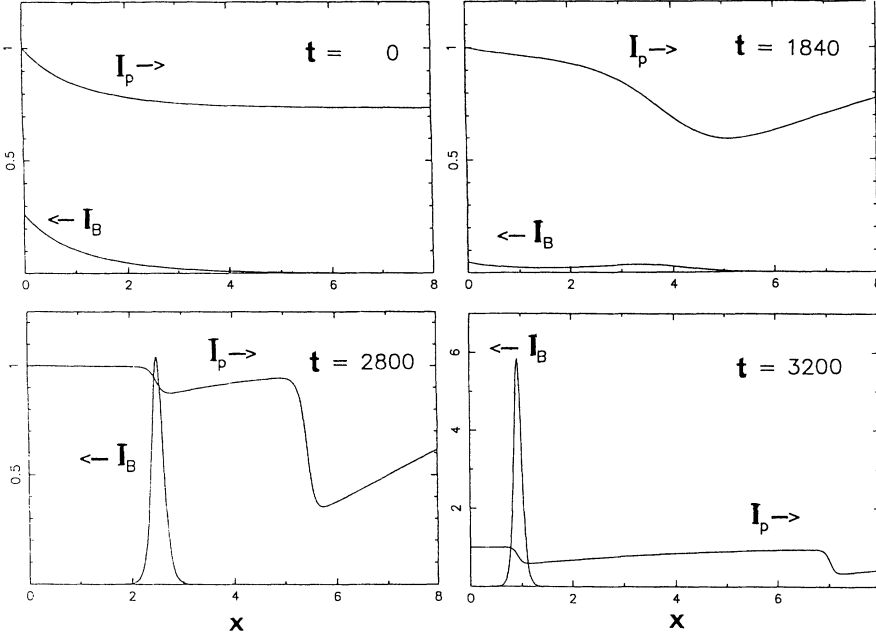 I_p → t = 0
1
0.5
← I_B
0 2 4 6 8
I_p → t = 1840
1
0.5
← I_B
0 2 4 6 8
I_p → t = 2800
1
← I_B
0.5
0 2 4 6 8
x
← I_B
6
t = 3200
4
I_p →
2
0 2 4 6 8
x